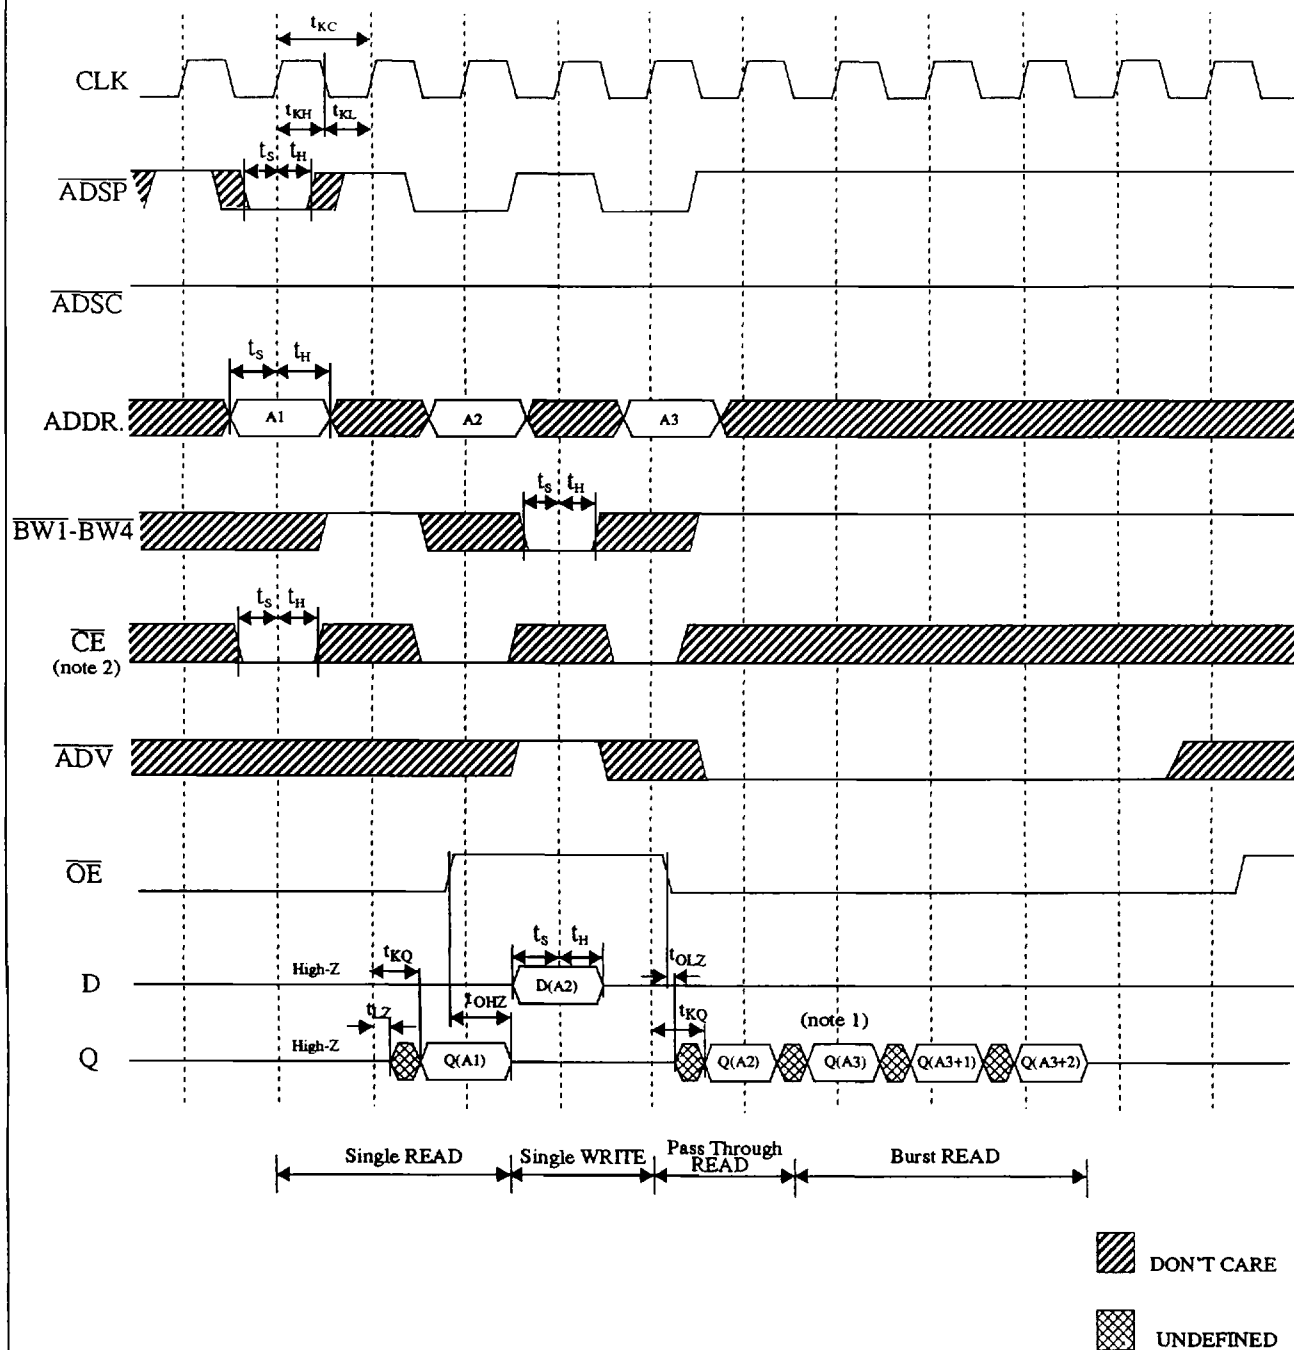 tKC
CLK
tKH tKL
tS tH
ADSP
ADSC
tS tH
ADDR. A1 A2 A3
tS tH
BW1-BW4
tS tH
CE
(note 2)
ADV
OE
tS tH
tKQ tOLZ
D High-Z D(A2)
tLZ tOHZ tKQ (note 1)
Q High-Z Q(A1) Q(A2) Q(A3) Q(A3+1) Q(A3+2)
Single READ Single WRITE Pass Through READ Burst READ
DON'T CARE
UNDEFINED